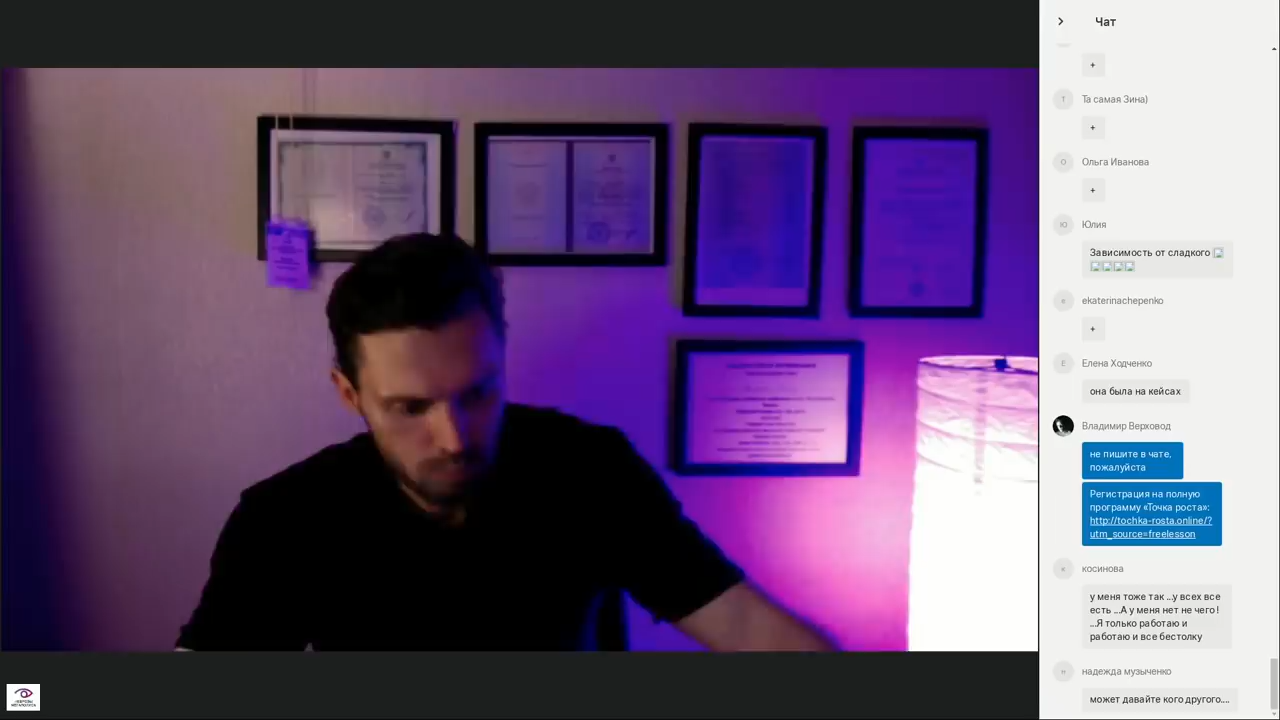 Чат
+
Т
Та самая Зина)
+
О
Ольга Иванова
+
Ю
Юлия
Зависимость от сладкого
e
ekaterinachepenko
+
Е
Елена Ходченко
она была на кейсах
Владимир Верховод
не пишите в чате,
пожалуйста
Регистрация на полную
программу «Точка роста»:
http://tochka-rosta.online/?
utm_source=freelesson
к
косинова
у меня тоже так ...у всех все
есть ...А у меня нет не чего !
...Я только работаю и
работаю и все бестолку
н
надежда музыченко
может давайте кого другого....